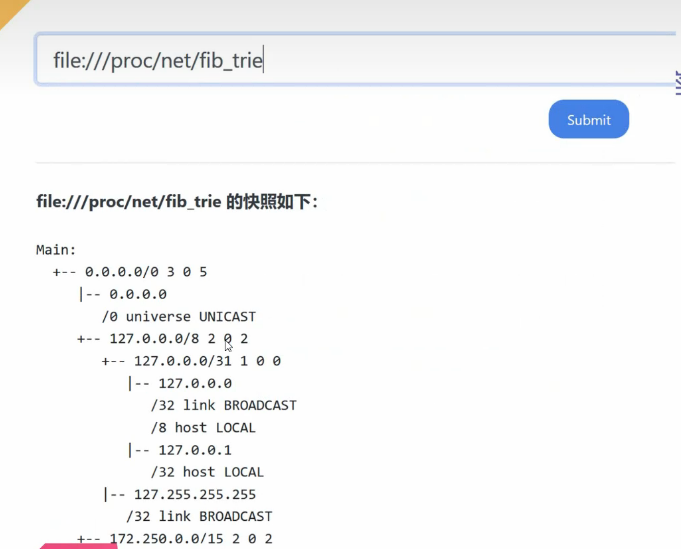 file:///proc/net/fib_trie
Submit
file:///proc/net/fib_trie 的快照如下：
Main:
  +-- 0.0.0.0/0 3 0 5
     |-- 0.0.0.0
        /0 universe UNICAST
     +-- 127.0.0.0/8 2 0 2
        +-- 127.0.0.0/31 1 0 0
           |-- 127.0.0.0
              /32 link BROADCAST
              /8 host LOCAL
           |-- 127.0.0.1
              /32 host LOCAL
        |-- 127.255.255.255
           /32 link BROADCAST
     +-- 172.250.0.0/15 2 0 2